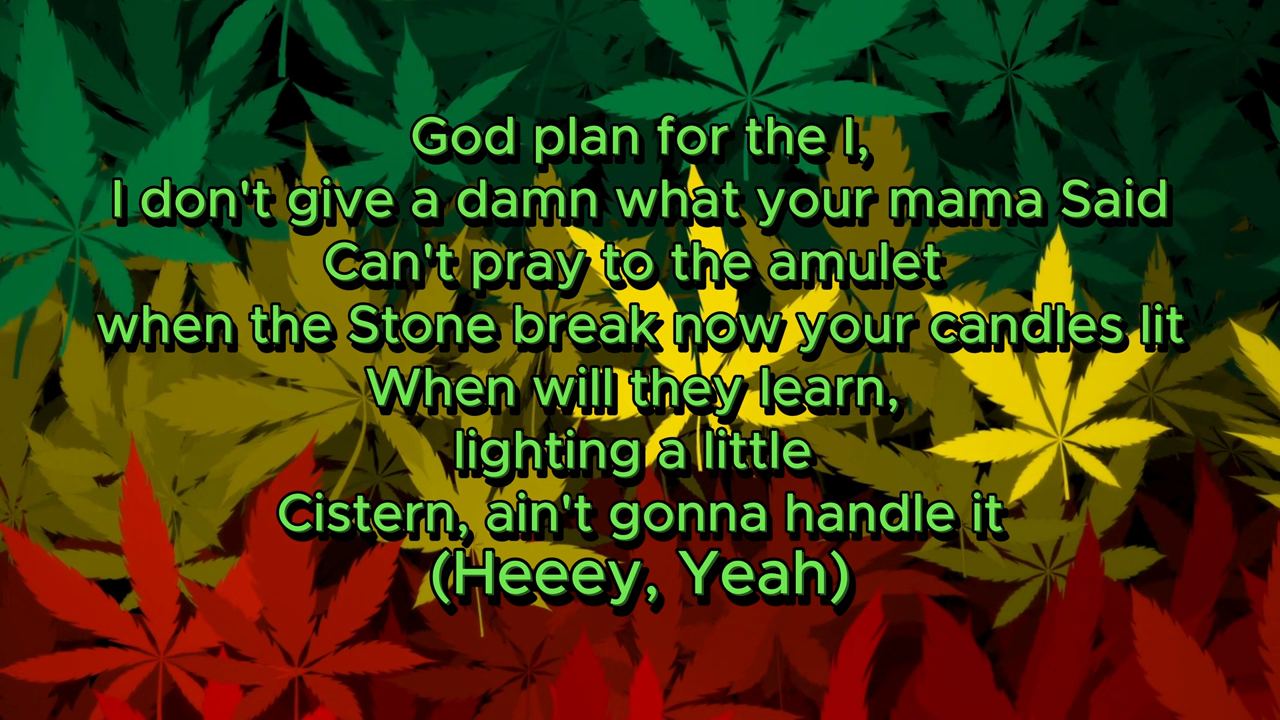 God plan for the I,
I don't give a damn what your mama Said
Can't pray to the amulet
when the Stone break now your candles lit
When will they learn,
lighting a little
Cistern, ain't gonna handle it
(Heeey, Yeah)